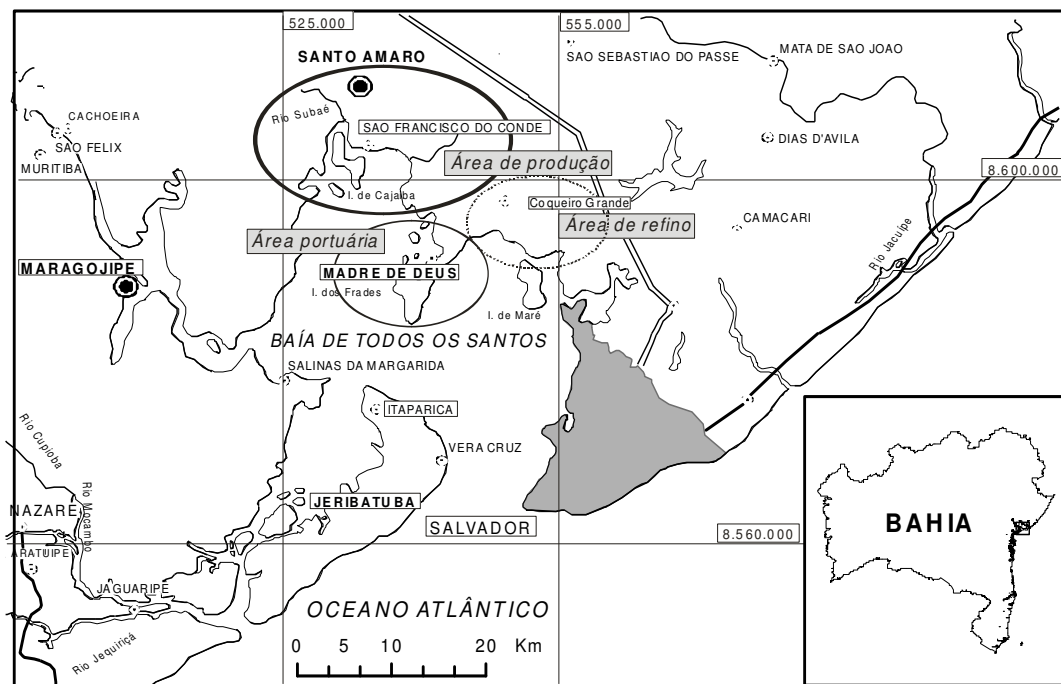 525.000
555.000
SANTO AMARO
SAO SEBASTIAO DO PASSE
MATA DE SAO JOAO
Rio Subaé
CACHOEIRA
SAO FELIX
MURITIBA
SAO FRANCISCO DO CONDE
DIAS D'AVILA
Área de produção
8.600.000
I. de Cajaiba
Coqueiro Grande
Área de refino
CAMACARI
Área portuária
MADRE DE DEUS
Rio Jacuipe
MARAGOJIPE
I. dos Frades
I. de Maré
BAÍA DE TODOS OS SANTOS
SALINAS DA MARGARIDA
ITAPARICA
Rio Cupioba
VERA CRUZ
Rio Moçambo
JERIBATUBA
NAZARE
SALVADOR
8.560.000
BAHIA
ARATUIPE
JAGUARIPE
OCEANO ATLÂNTICO
Rio Jequiriçá
0 5 10 20 Km